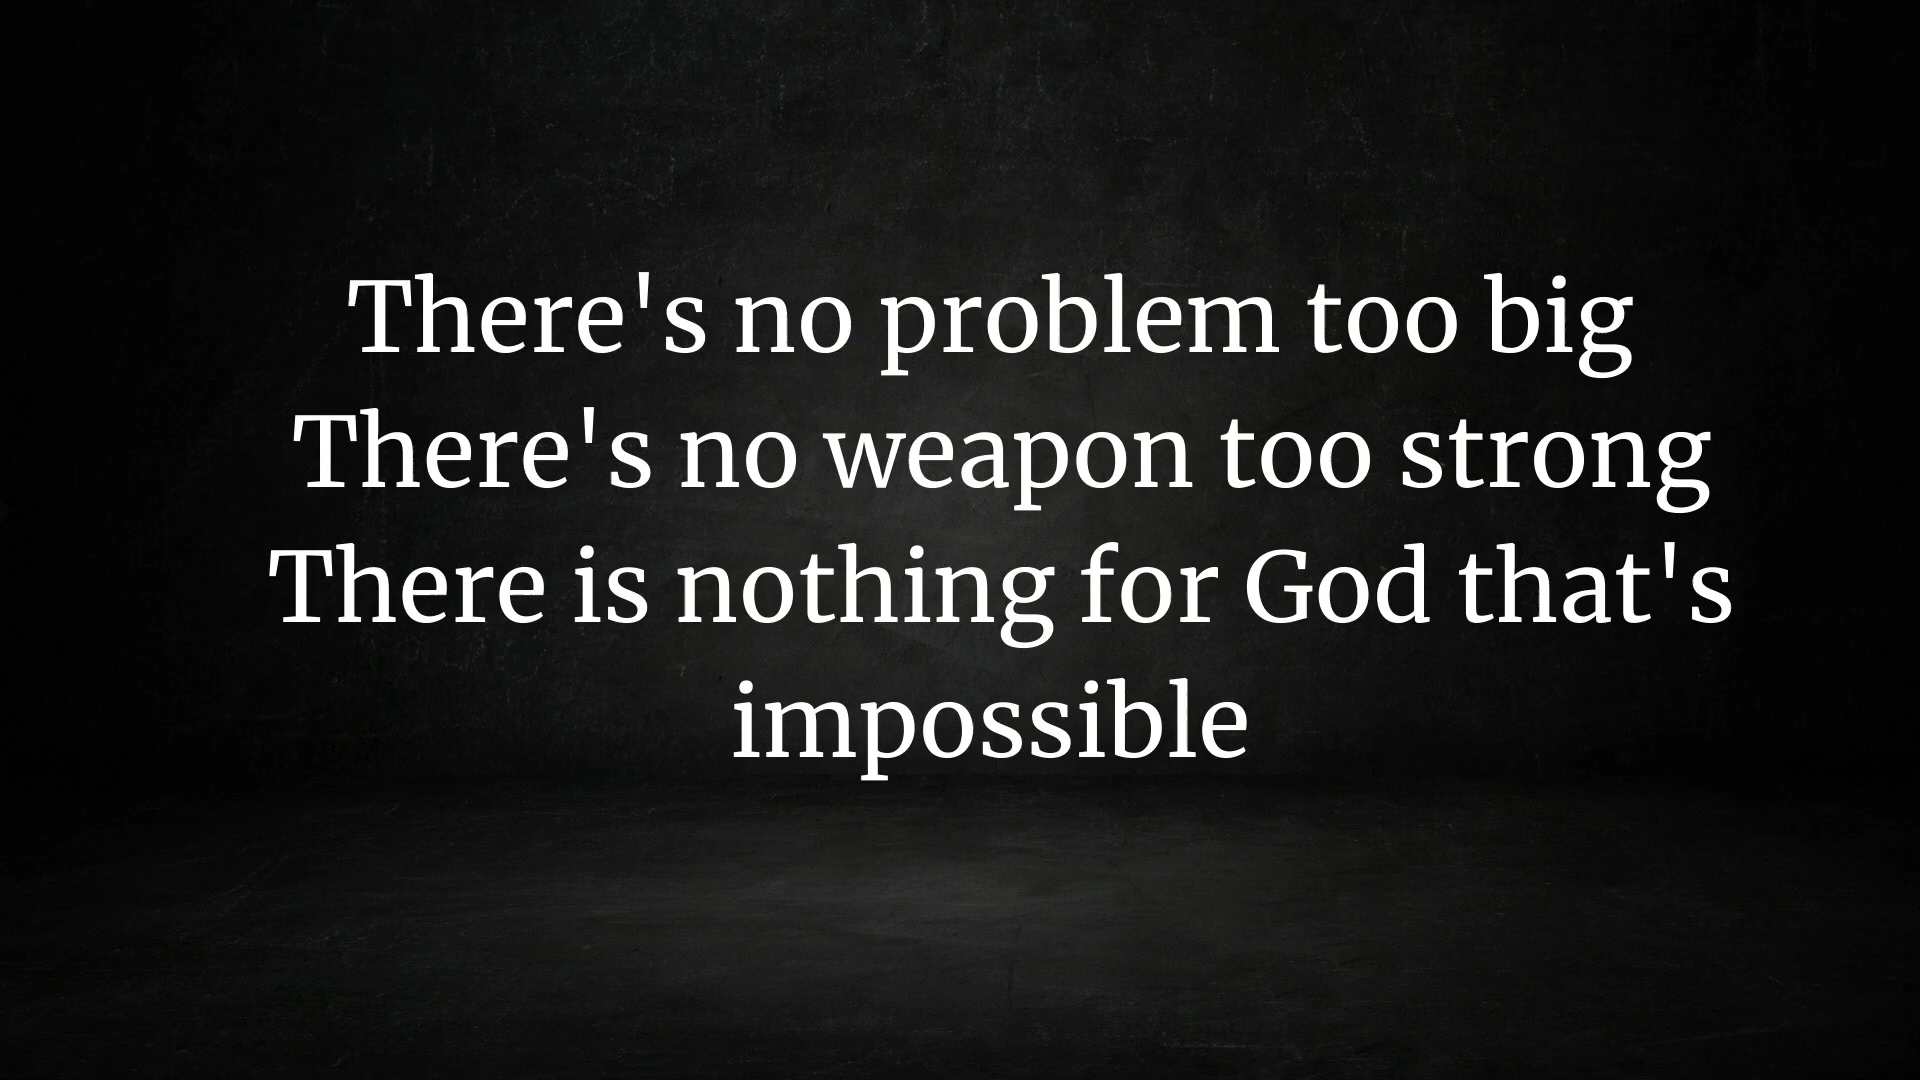 There's no problem too big
There's no weapon too strong
There is nothing for God that's
impossible